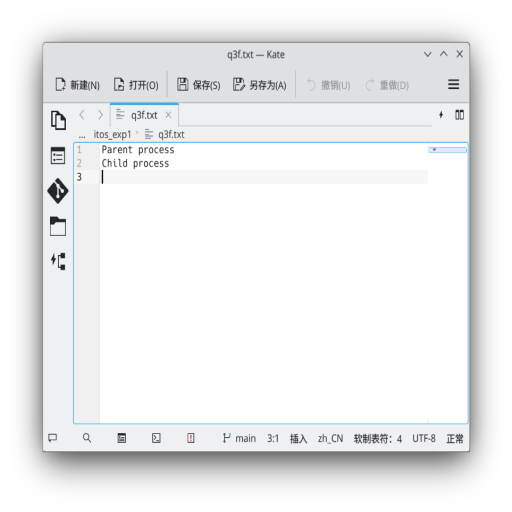 q3f.txt — Kate
新建(N) 打开(O) 保存(S) 另存为(A) 撤销(U) 重做(D)
q3f.txt
... itos_exp1 q3f.txt
1 Parent process
2 Child process
3
main 3:1 插入 zh_CN 软制表符：4 UTF-8 正常